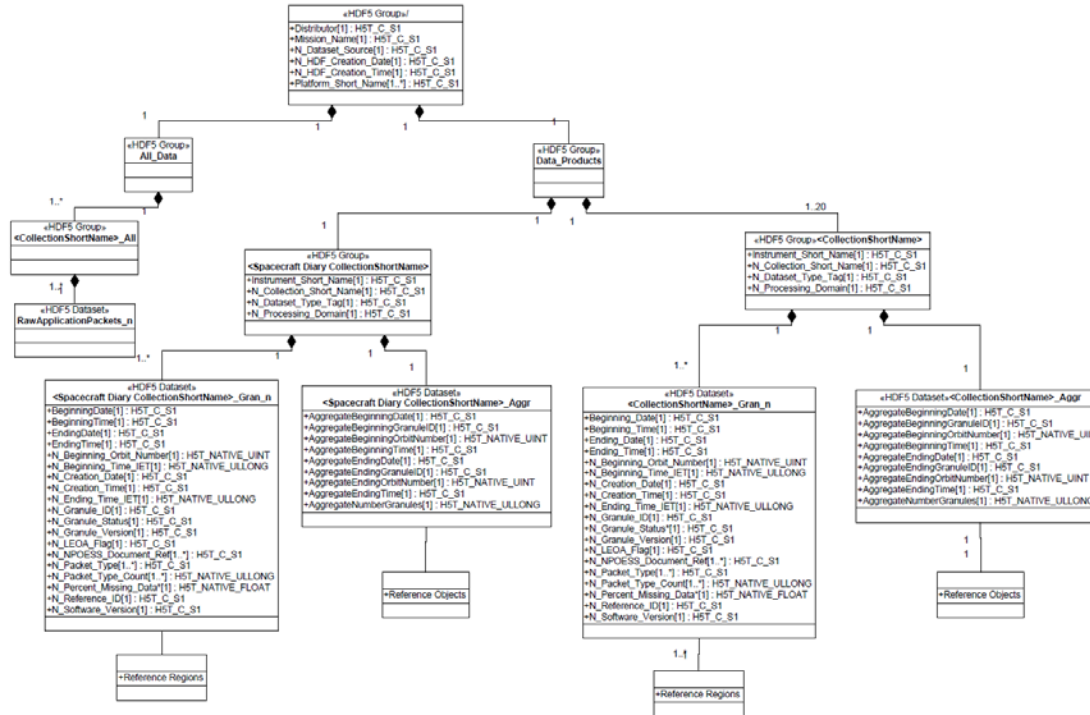 «HDF5 Group»/
+Distributor[1] : H5T_C_S1
+Mission_Name[1] : H5T_C_S1
+N_Dataset_Source[1] : H5T_C_S1
+N_HDF_Creation_Date[1] : H5T_C_S1
+N_HDF_Creation_Time[1] : H5T_C_S1
+Platform_Short_Name[1..*] : H5T_C_S1
1
1
1
1
«HDF5 Group»
All_Data
«HDF5 Group»
Data_Products
1..*
1
1
1
1
1..20
«HDF5 Group»
<CollectionShortName>_All
1..*
1
«HDF5 Dataset»
RawApplicationPackets_n
«HDF5 Group»
<Spacecraft Diary CollectionShortName>
+Instrument_Short_Name[1] : H5T_C_S1
+N_Collection_Short_Name[1] : H5T_C_S1
+N_Dataset_Type_Tag[1] : H5T_C_S1
+N_Processing_Domain[1] : H5T_C_S1
«HDF5 Group»<CollectionShortName>
+Instrument_Short_Name[1] : H5T_C_S1
+N_Collection_Short_Name[1] : H5T_C_S1
+N_Dataset_Type_Tag[1] : H5T_C_S1
+N_Processing_Domain[1] : H5T_C_S1
1..*
1
1
1
1..*
1
1
1
«HDF5 Dataset»
<Spacecraft Diary CollectionShortName>_Gran_n
+BeginningDate[1] : H5T_C_S1
+BeginningTime[1] : H5T_C_S1
+EndingDate[1] : H5T_C_S1
+EndingTime[1] : H5T_C_S1
+N_Beginning_Orbit_Number[1] : H5T_NATIVE_UINT
+N_Beginning_Time_IET[1] : H5T_NATIVE_ULLONG
+N_Creation_Date[1] : H5T_C_S1
+N_Creation_Time[1] : H5T_C_S1
+N_Ending_Time_IET[1] : H5T_NATIVE_ULLONG
+N_Granule_ID[1] : H5T_C_S1
+N_Granule_Status[1] : H5T_C_S1
+N_Granule_Version[1] : H5T_C_S1
+N_LEOA_Flag[1] : H5T_C_S1
+N_NPOESS_Document_Ref[1..*] : H5T_C_S1
+N_Packet_Type[1..*] : H5T_C_S1
+N_Packet_Type_Count[1..*] : H5T_NATIVE_ULLONG
+N_Percent_Missing_Data*[1] : H5T_NATIVE_FLOAT
+N_Reference_ID[1] : H5T_C_S1
+N_Software_Version[1] : H5T_C_S1
+Reference Regions
«HDF5 Dataset»
<Spacecraft Diary CollectionShortName>_Aggr
+AggregateBeginningDate[1] : H5T_C_S1
+AggregateBeginningGranuleID[1] : H5T_C_S1
+AggregateBeginningOrbitNumber[1] : H5T_NATIVE_UINT
+AggregateBeginningTime[1] : H5T_C_S1
+AggregateEndingDate[1] : H5T_C_S1
+AggregateEndingGranuleID[1] : H5T_C_S1
+AggregateEndingOrbitNumber[1] : H5T_NATIVE_UINT
+AggregateEndingTime[1] : H5T_C_S1
+AggregateNumberGranules[1] : H5T_NATIVE_ULLONG
+Reference Objects
«HDF5 Dataset»
<CollectionShortName>_Gran_n
+Beginning_Date[1] : H5T_C_S1
+Beginning_Time[1] : H5T_C_S1
+Ending_Date[1] : H5T_C_S1
+Ending_Time[1] : H5T_C_S1
+N_Beginning_Orbit_Number[1] : H5T_NATIVE_UINT
+N_Beginning_Time_IET[1] : H5T_NATIVE_ULLONG
+N_Creation_Date[1] : H5T_C_S1
+N_Creation_Time[1] : H5T_C_S1
+N_Ending_Time_IET[1] : H5T_NATIVE_ULLONG
+N_Granule_ID[1] : H5T_C_S1
+N_Granule_Status*[1] : H5T_C_S1
+N_Granule_Version[1] : H5T_C_S1
+N_LEOA_Flag[1] : H5T_C_S1
+N_NPOESS_Document_Ref[1..*] : H5T_C_S1
+N_Packet_Type[1..*] : H5T_C_S1
+N_Packet_Type_Count[1..*] : H5T_NATIVE_ULLONG
+N_Percent_Missing_Data*[1] : H5T_NATIVE_FLOAT
+N_Reference_ID[1] : H5T_C_S1
+N_Software_Version[1] : H5T_C_S1
1..*
+Reference Regions
«HDF5 Dataset»<CollectionShortName>_Aggr
+AggregateBeginningDate[1] : H5T_C_S1
+AggregateBeginningGranuleID[1] : H5T_C_S1
+AggregateBeginningOrbitNumber[1] : H5T_NATIVE_UINT
+AggregateBeginningTime[1] : H5T_C_S1
+AggregateEndingDate[1] : H5T_C_S1
+AggregateEndingGranuleID[1] : H5T_C_S1
+AggregateEndingOrbitNumber[1] : H5T_NATIVE_UINT
+AggregateEndingTime[1] : H5T_C_S1
+AggregateNumberGranules[1] : H5T_NATIVE_ULLONG
1
1
+Reference Objects